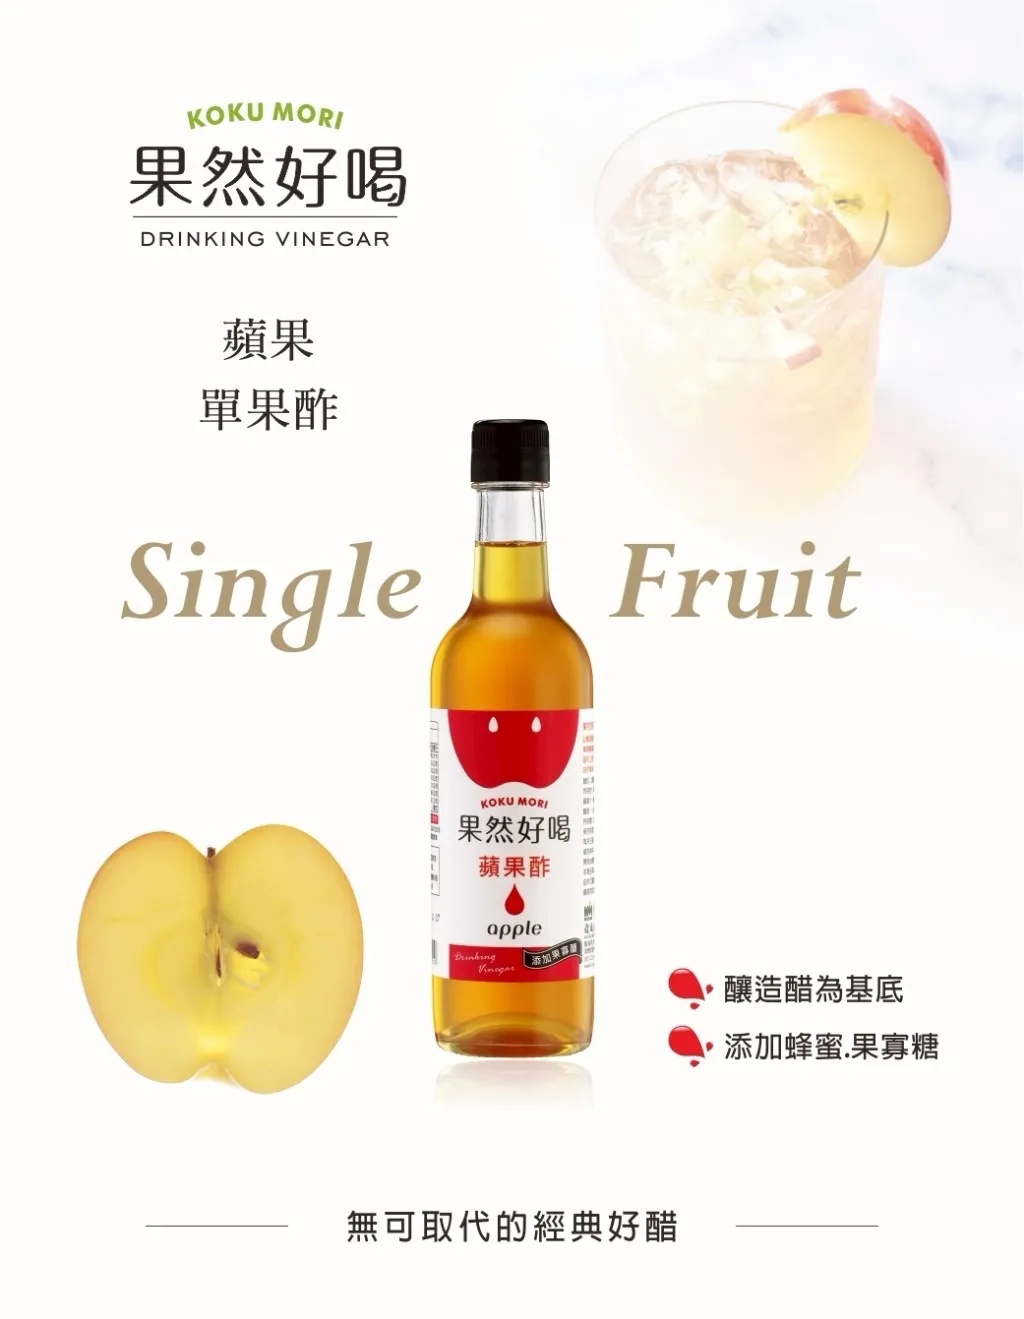 KOKU MORI
果然好喝
DRINKING VINEGAR
蘋果
單果酢
Single Fruit
KOKU MORI
果然好喝
蘋果酢
apple
Drinking
Vinegar
添加果寡糖
釀造醋為基底
添加蜂蜜.果寡糖
無可取代的經典好醋